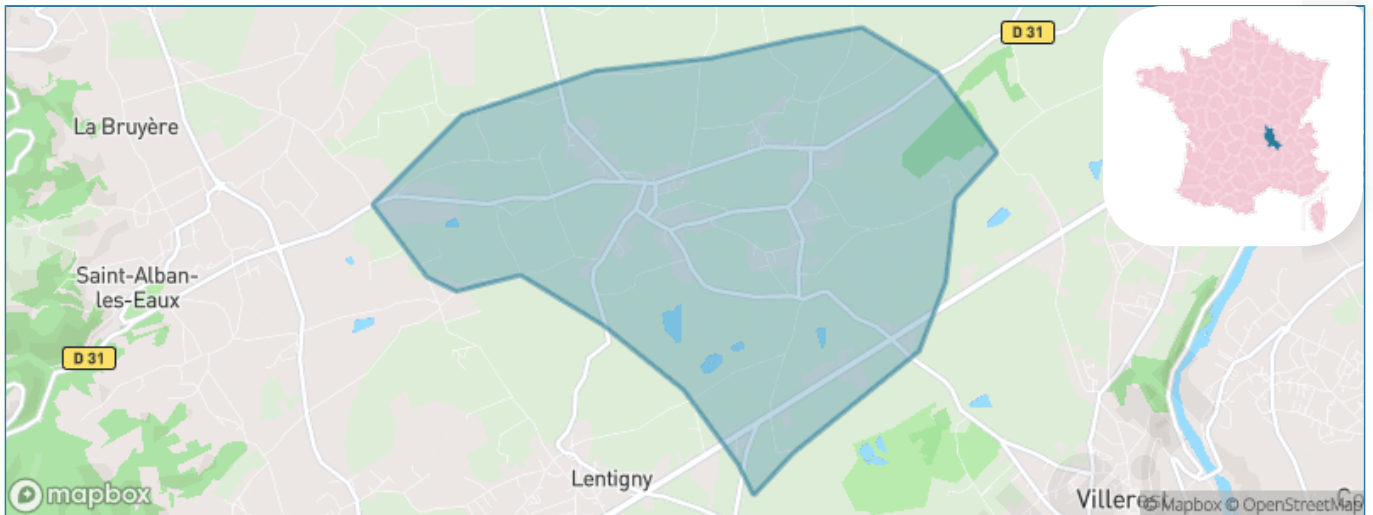 D 31
La Bruyère
Saint-Alban-
les-Eaux
D 31
Lentigny
mapbox
Villerest
© Mapbox © OpenStreetMap